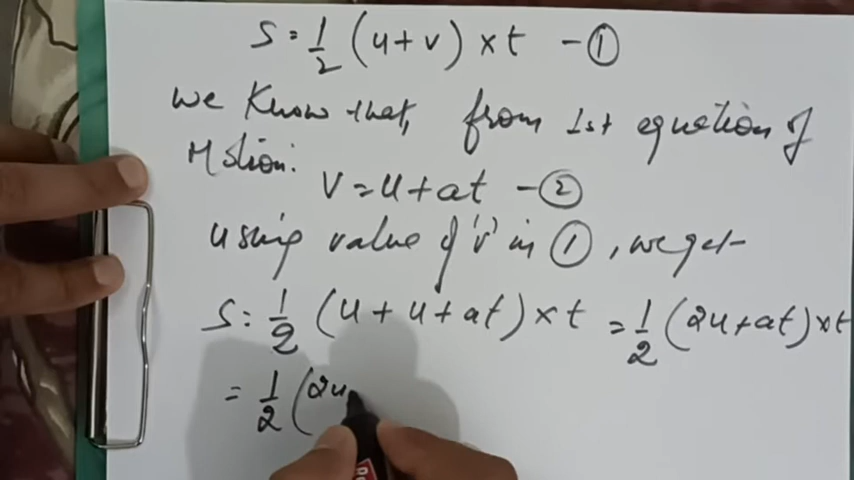 S = 1/2 (u + v) × t - ①
We know that, from 1st equation of
Motion:
v = u + at - ②
using value of 'v' in ①, we get -
S = 1/2 (u + u + at) × t = 1/2 (2u + at) × t
= 1/2 (2u